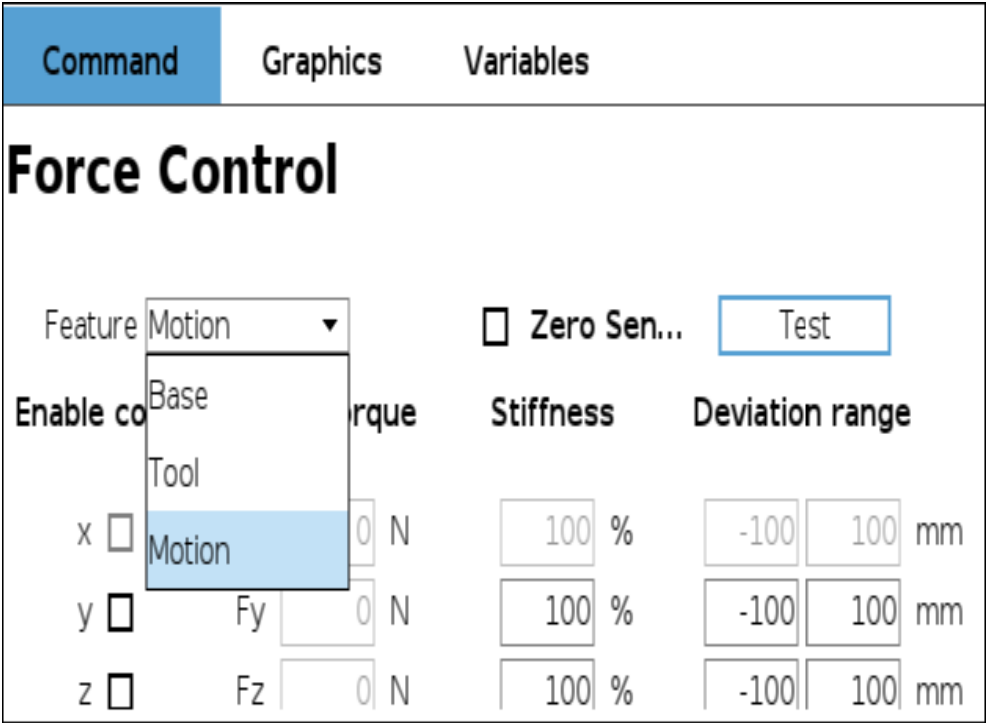 Command Graphics Variables
Force Control
Feature Motion Zero Sen... Test
Base
Enable co rque Stiffness Deviation range
Tool
x 0 N 100 % -100 100 mm
Motion
y Fy 0 N 100 % -100 100 mm
z Fz 0 N 100 % -100 100 mm